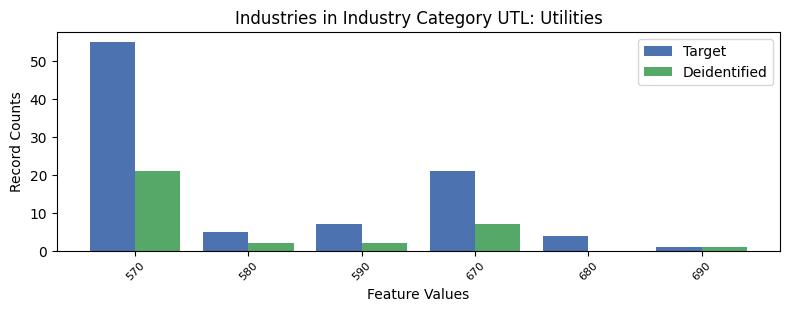 Industries in Industry Category UTL: Utilities
Target
Deidentified
Record Counts
50
40
30
20
10
0
570 580 590 670 680 690
Feature Values